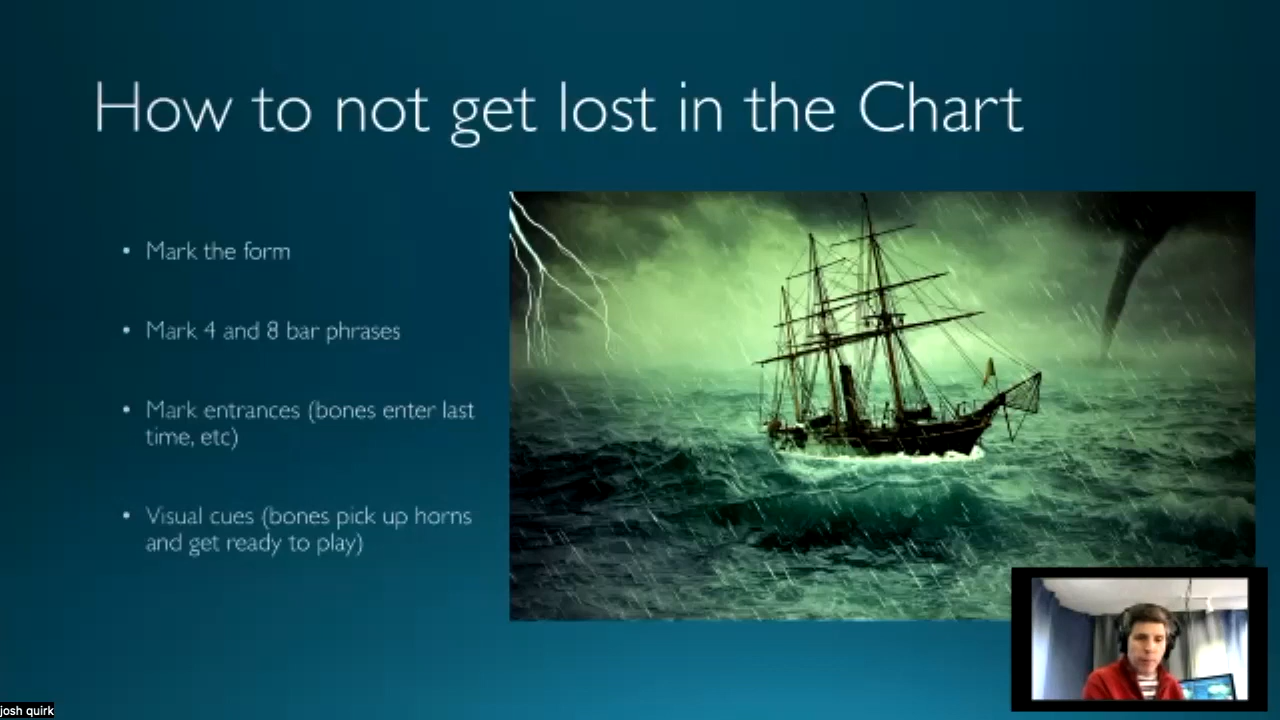 How to not get lost in the Chart
• Mark the form
• Mark 4 and 8 bar phrases
• Mark entrances (bones enter last
time, etc)
• Visual cues (bones pick up horns
and get ready to play)
josh quirk